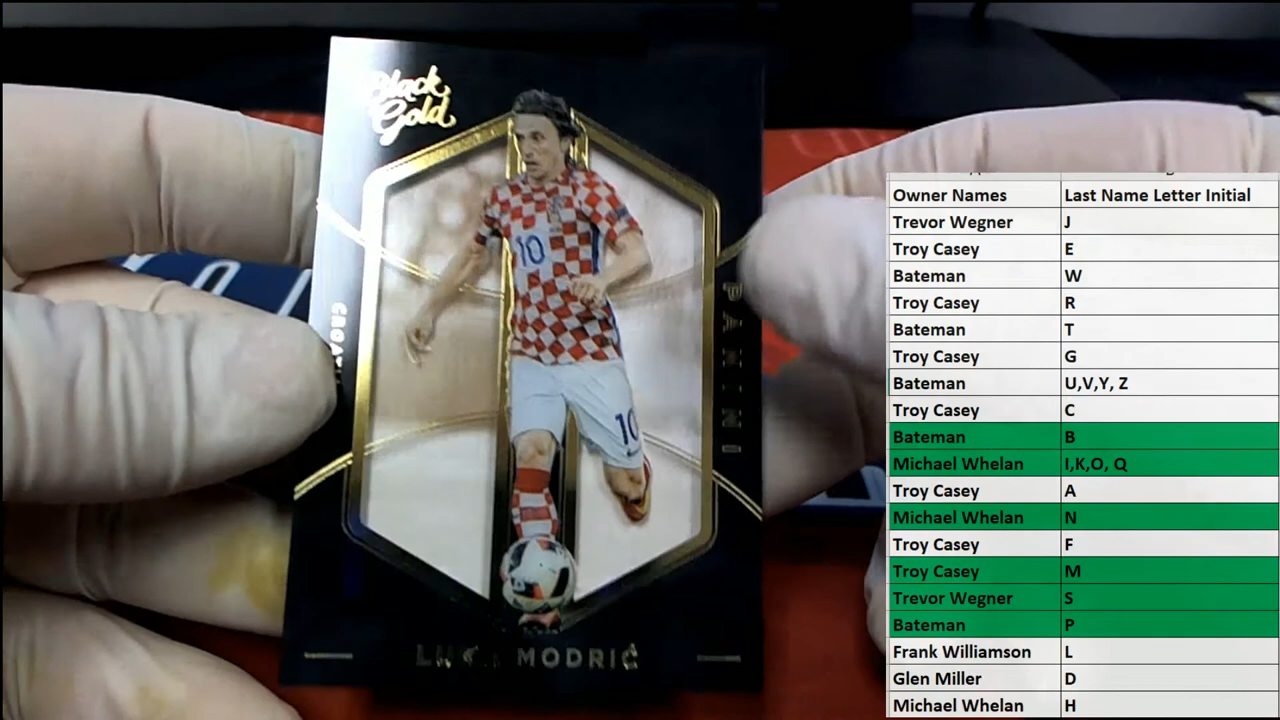 Black
Gold
10
10
PANINI
LUKA MODRIĆ
Owner Names Last Name Letter Initial
Trevor Wegner J
Troy Casey E
Bateman W
Troy Casey R
Bateman T
Troy Casey G
Bateman U,V,Y, Z
Troy Casey C
Bateman B
Michael Whelan I,K,O, Q
Troy Casey A
Michael Whelan N
Troy Casey F
Troy Casey M
Trevor Wegner S
Bateman P
Frank Williamson L
Glen Miller D
Michael Whelan H